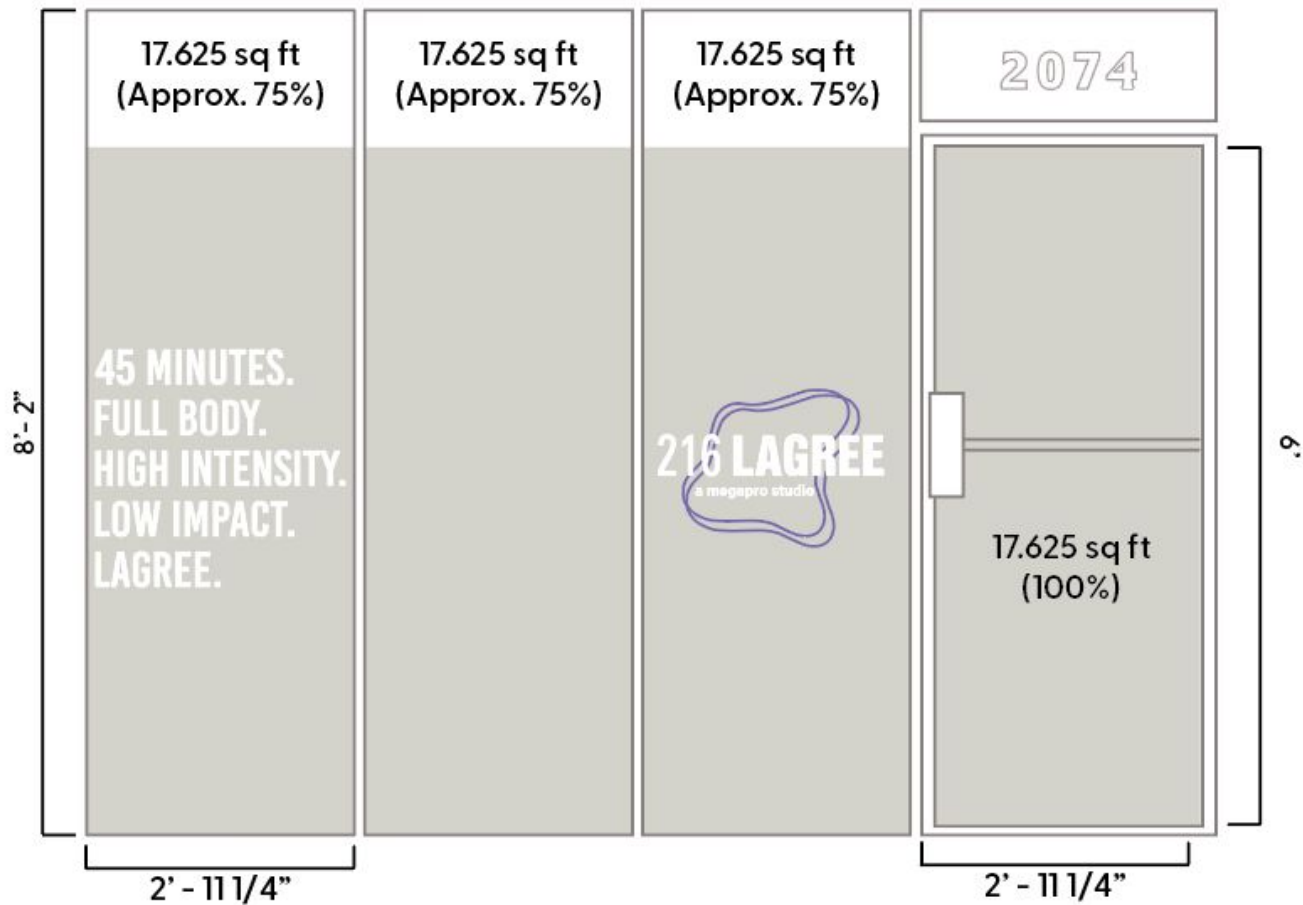 17.625 sq ft
(Approx. 75%)
17.625 sq ft
(Approx. 75%)
17.625 sq ft
(Approx. 75%)
2074
8' - 2"
45 MINUTES.
FULL BODY.
HIGH INTENSITY.
LOW IMPACT.
LAGREE.
216 LAGREE
a megapro studio
6'
17.625 sq ft
(100%)
2' - 11 1/4"
2' - 11 1/4"